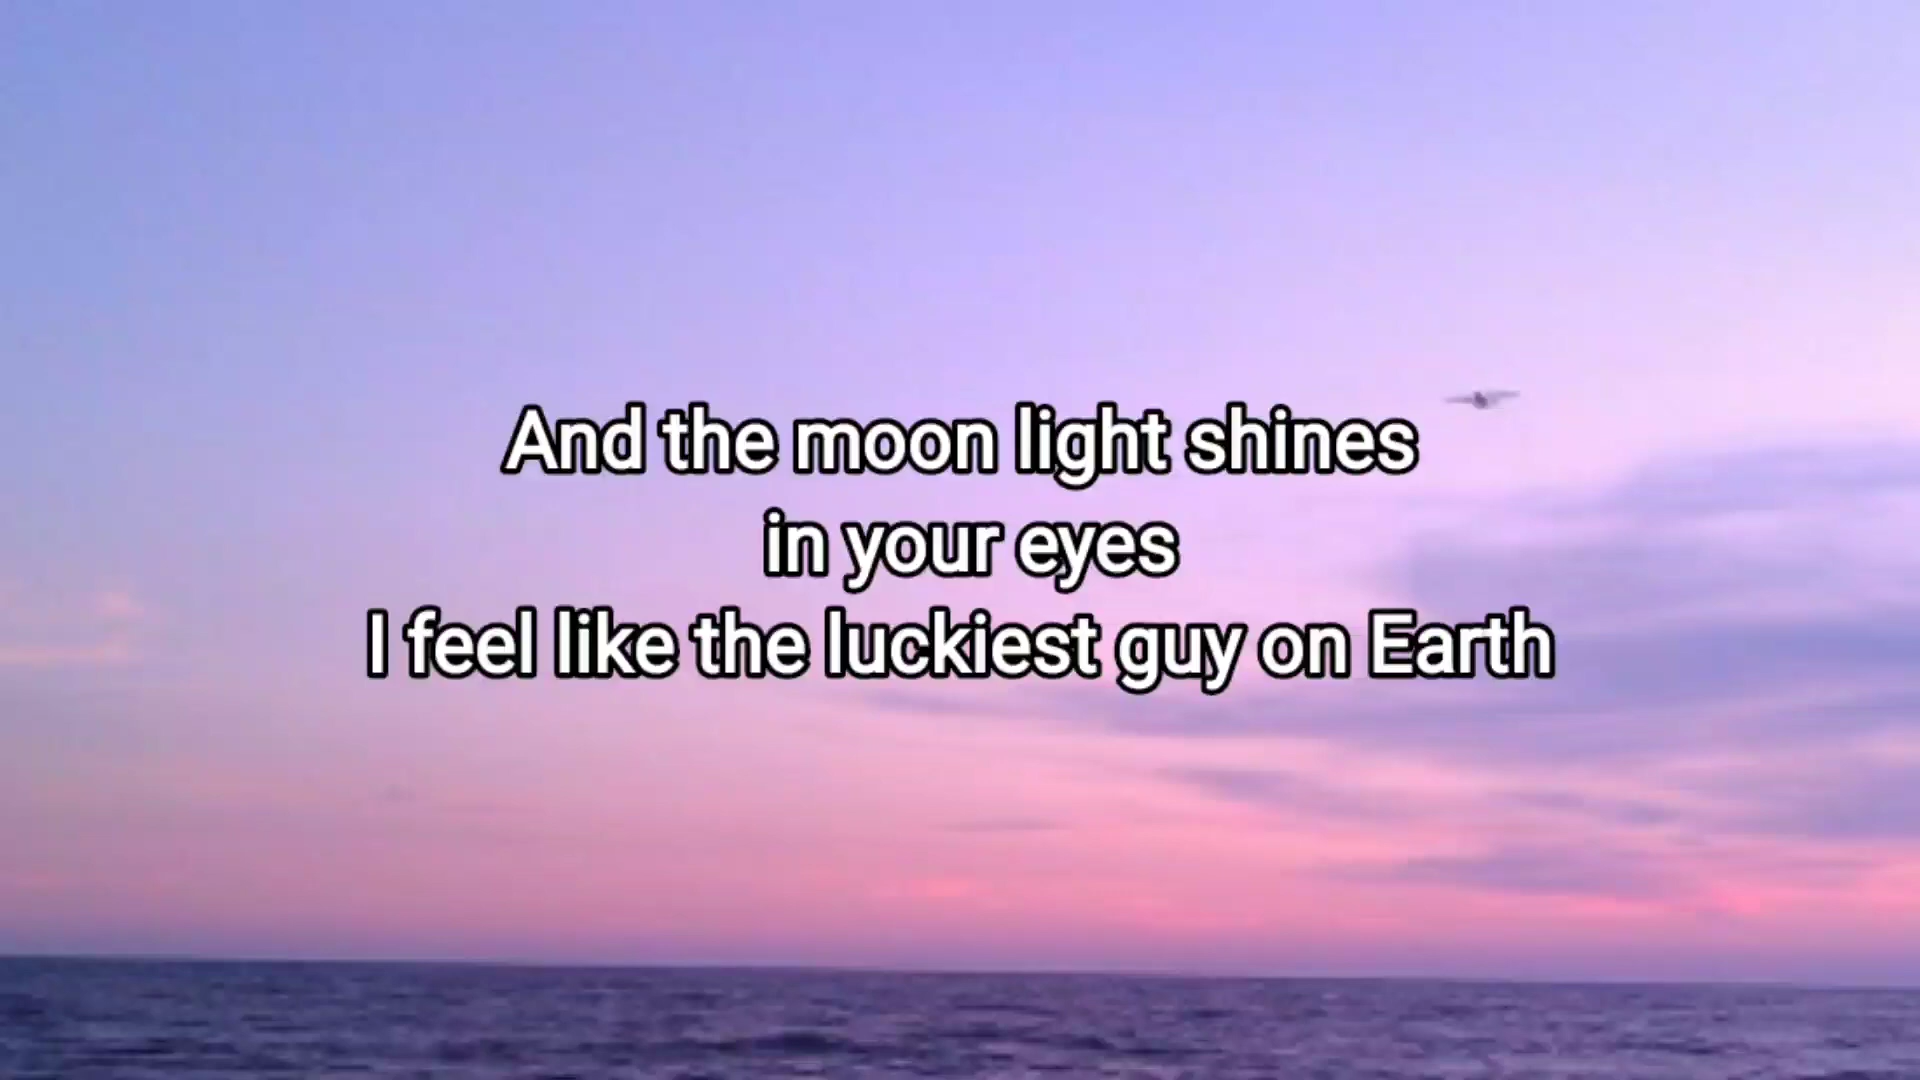 And the moon light shines
in your eyes
I feel like the luckiest guy on Earth